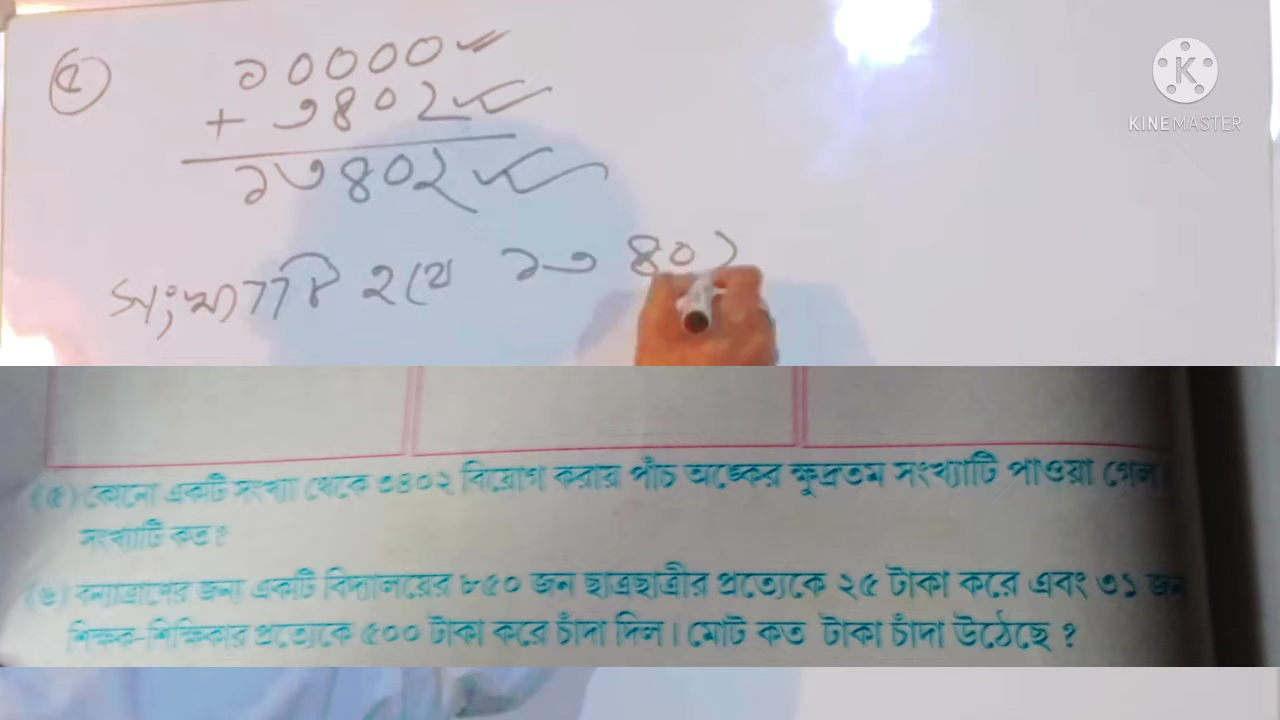 ৫
১০০০০
KINEMASTER
+ ৩৪০২
১৩৪০২
সংখ্যাটি হবে ১৩৪০২
(৫) কোনো একটি সংখ্যা থেকে ৩৪০২ বিয়োগ করায় পাঁচ অঙ্কের ক্ষুদ্রতম সংখ্যাটি পাওয়া গেল।
সংখ্যাটি কত?
(৬) বন্যাত্রাণের জন্য একটি বিদ্যালয়ের ৮৫০ জন ছাত্রছাত্রীর প্রত্যেকে ২৫ টাকা করে এবং ৩১ জন
শিক্ষক-শিক্ষিকার প্রত্যেকে ৫০০ টাকা করে চাঁদা দিল। মোট কত টাকা চাঁদা উঠেছে ?